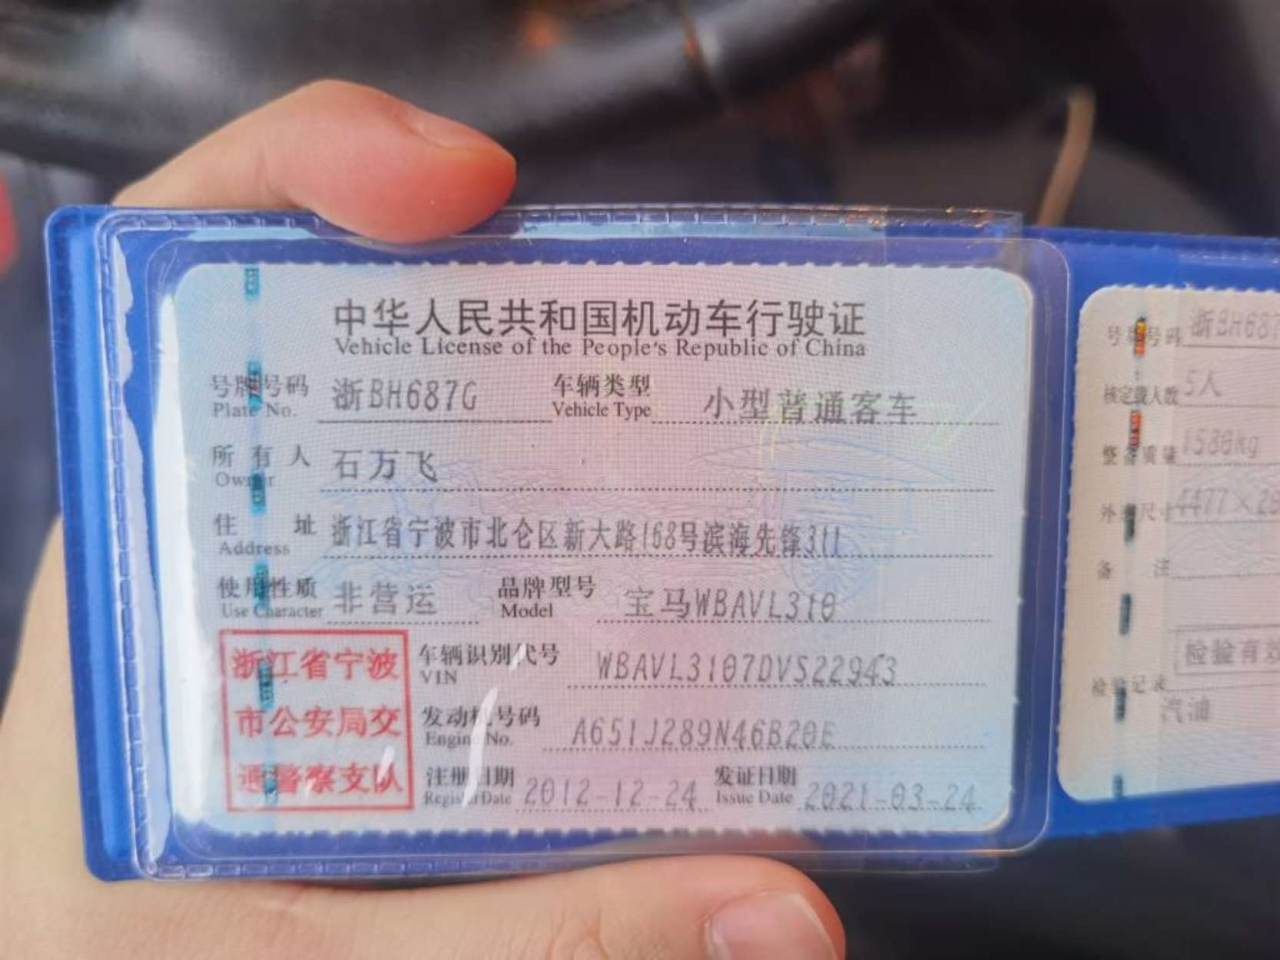 中华人民共和国机动车行驶证
Vehicle License of the People's Republic of China
号牌号码 浙BH687G 车辆类型 小型普通客车
Plate No. Vehicle Type
所有人 石万飞
Owner
住址 浙江省宁波市北仑区新大路168号滨海先锋311
Address
使用性质 非营运 品牌型号 宝马WBAVL310
Use Character Model
浙江省宁波
市公安局交
通警察支队
车辆识别代号 WBAVL3107DVS22943
VIN
发动机号码 A651J289N46B20E
Engine No.
注册日期 2012-12-24 发证日期 2021-03-24
Register Date Issue Date
号牌号码 浙BH687
核定载人数 5人
整备质量 1580kg
外廓尺寸 4477×
备注
检验有效
检验记录
汽油